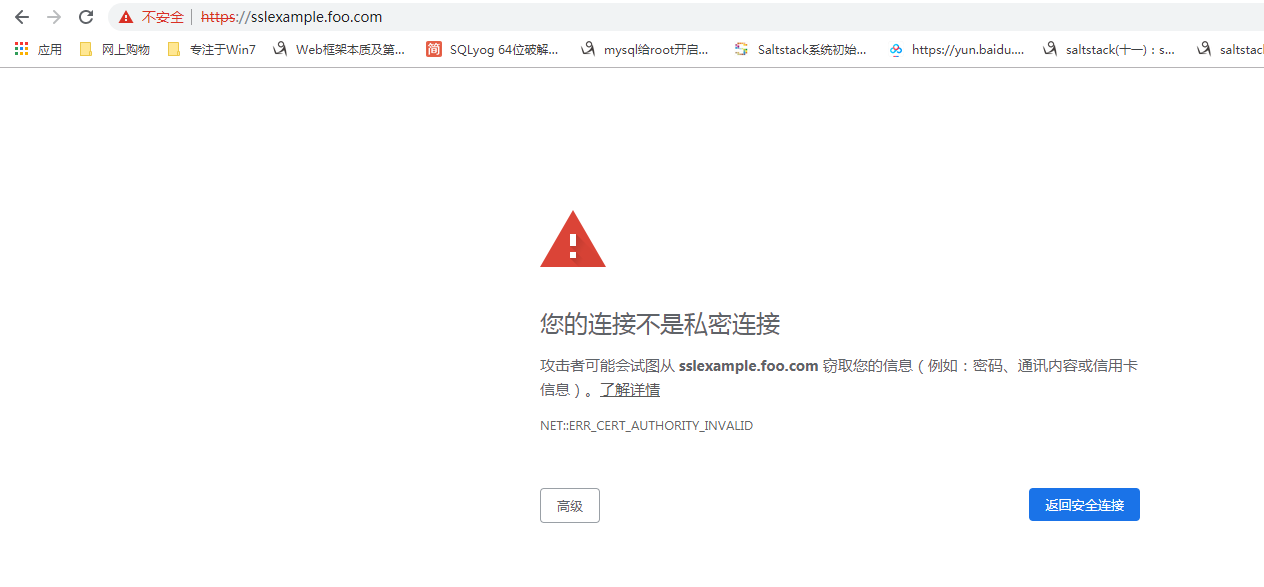 不安全 https://sslexample.foo.com
应用 网上购物 专注于Win7 Web框架本质及第... SQLyog 64位破解... mysql给root开启... Saltstack系统初始... https://yun.baidu.... saltstack(十一)：s... saltstac
您的连接不是私密连接
攻击者可能会试图从 sslexample.foo.com 窃取您的信息（例如：密码、通讯内容或信用卡
信息）。了解详情
NET::ERR_CERT_AUTHORITY_INVALID
高级 返回安全连接